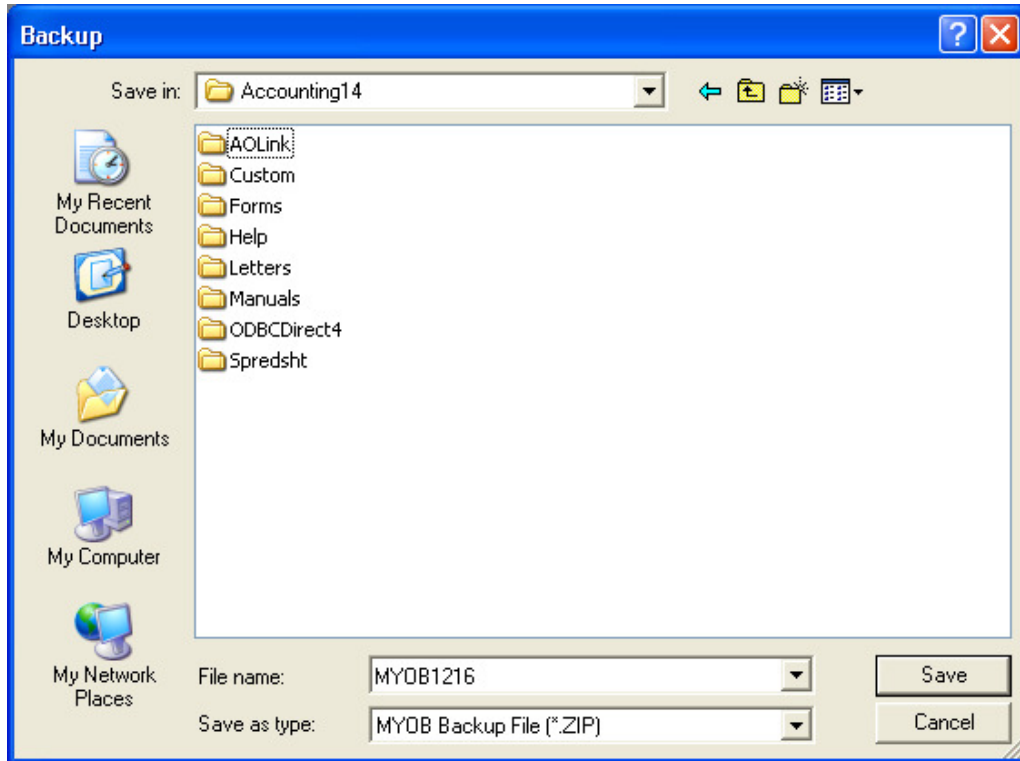 Backup
Save in:
Accounting14
My Recent
Documents
Desktop
My Documents
My Computer
My Network
Places
AOLink
Custom
Forms
Help
Letters
Manuals
ODBCDirect4
Spredsht
File name:
MYOB1216
Save
Save as type:
MYOB Backup File (*.ZIP)
Cancel